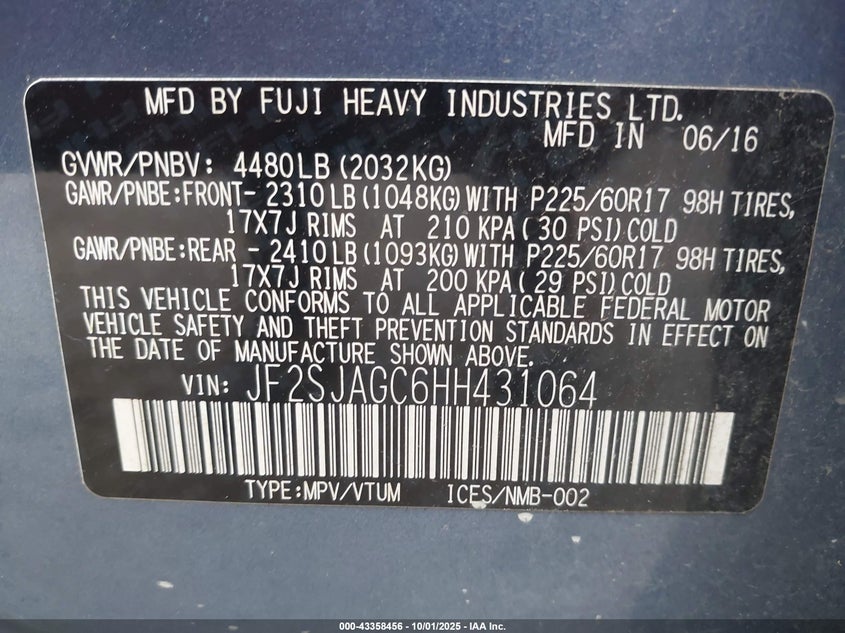 MFD BY FUJI HEAVY INDUSTRIES LTD.
MFD IN 06/16
GVWR/PNBV: 4480LB (2032KG)
GAWR/PNBE:FRONT- 2310 LB (1048KG) WITH P225/60R17 98H TIRES,
17X7J RIMS AT 210 KPA ( 30 PSI) COLD
GAWR/PNBE:REAR - 2410 LB (1093KG) WITH P225/60R17 98H TIRES,
17X7J RIMS AT 200 KPA ( 29 PSI) COLD
THIS VEHICLE CONFORMS TO ALL APPLICABLE FEDERAL MOTOR
VEHICLE SAFETY AND THEFT PREVENTION STANDARDS IN EFFECT ON
THE DATE OF MANUFACTURE SHOWN ABOVE.
VIN: JF2SJAGC6HH431064
TYPE:MPV/VTUM ICES/NMB-002
000-43358456 - 10/01/2025 - IAA Inc.